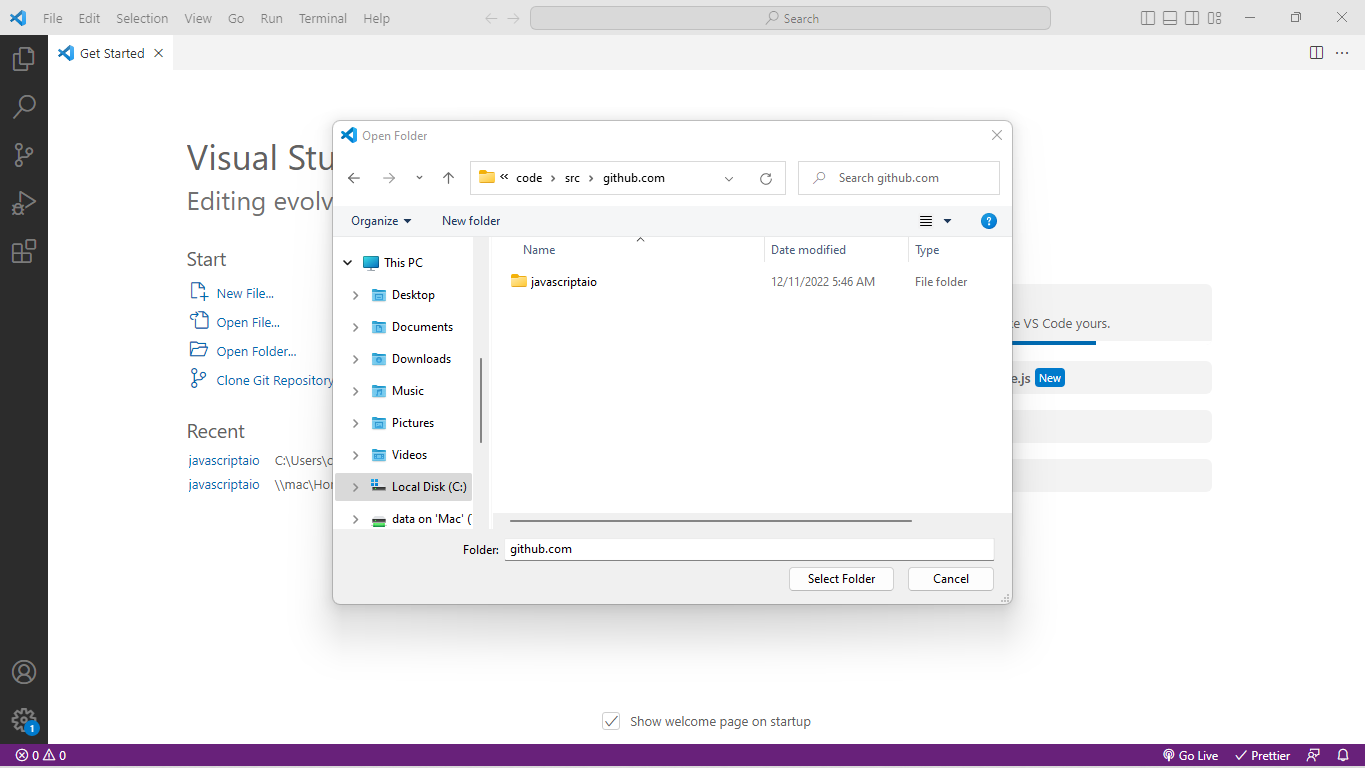 File Edit Selection View Go Run Terminal Help
Search
Get Started
Visual Stu
Editing evolv
Start
New File...
Open File...
Open Folder...
Clone Git Repository
Recent
javascriptaio C:\Users\c
javascriptaio \\mac\Hor
Open Folder
« code › src › github.com
Search github.com
Organize New folder
?
Name Date modified Type
This PC
Desktop
Documents
Downloads
Music
Pictures
Videos
Local Disk (C:)
data on 'Mac' (
javascriptaio 12/11/2022 5:46 AM File folder
Folder: github.com
Select Folder Cancel
e VS Code yours.
e.js New
Show welcome page on startup
1
0 0
Go Live Prettier